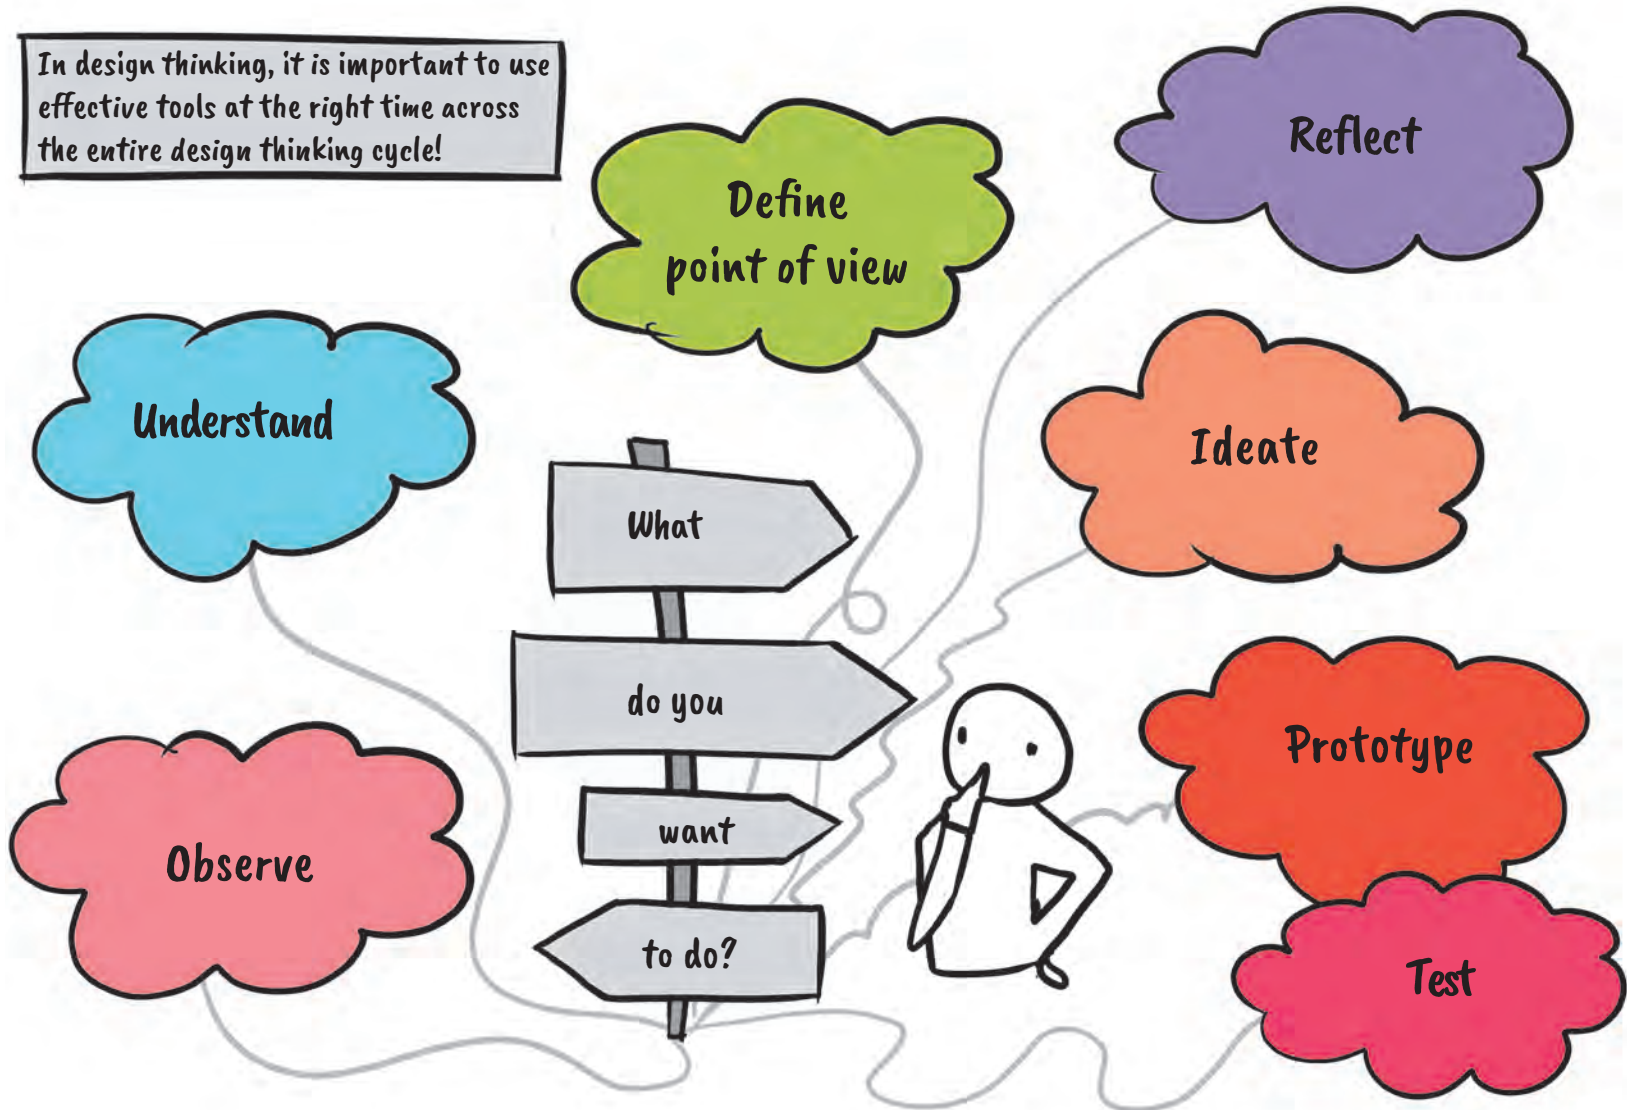 In design thinking, it is important to use
effective tools at the right time across
the entire design thinking cycle!
Define
point of view
Reflect
Understand
Ideate
What
do you
want
to do?
Observe
Prototype
Test